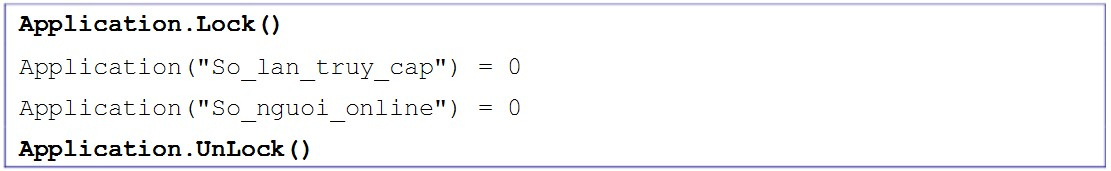 Application.Lock()
Application("So_lan_truy_cap") = 0
Application("So_nguoi_online") = 0
Application.UnLock()